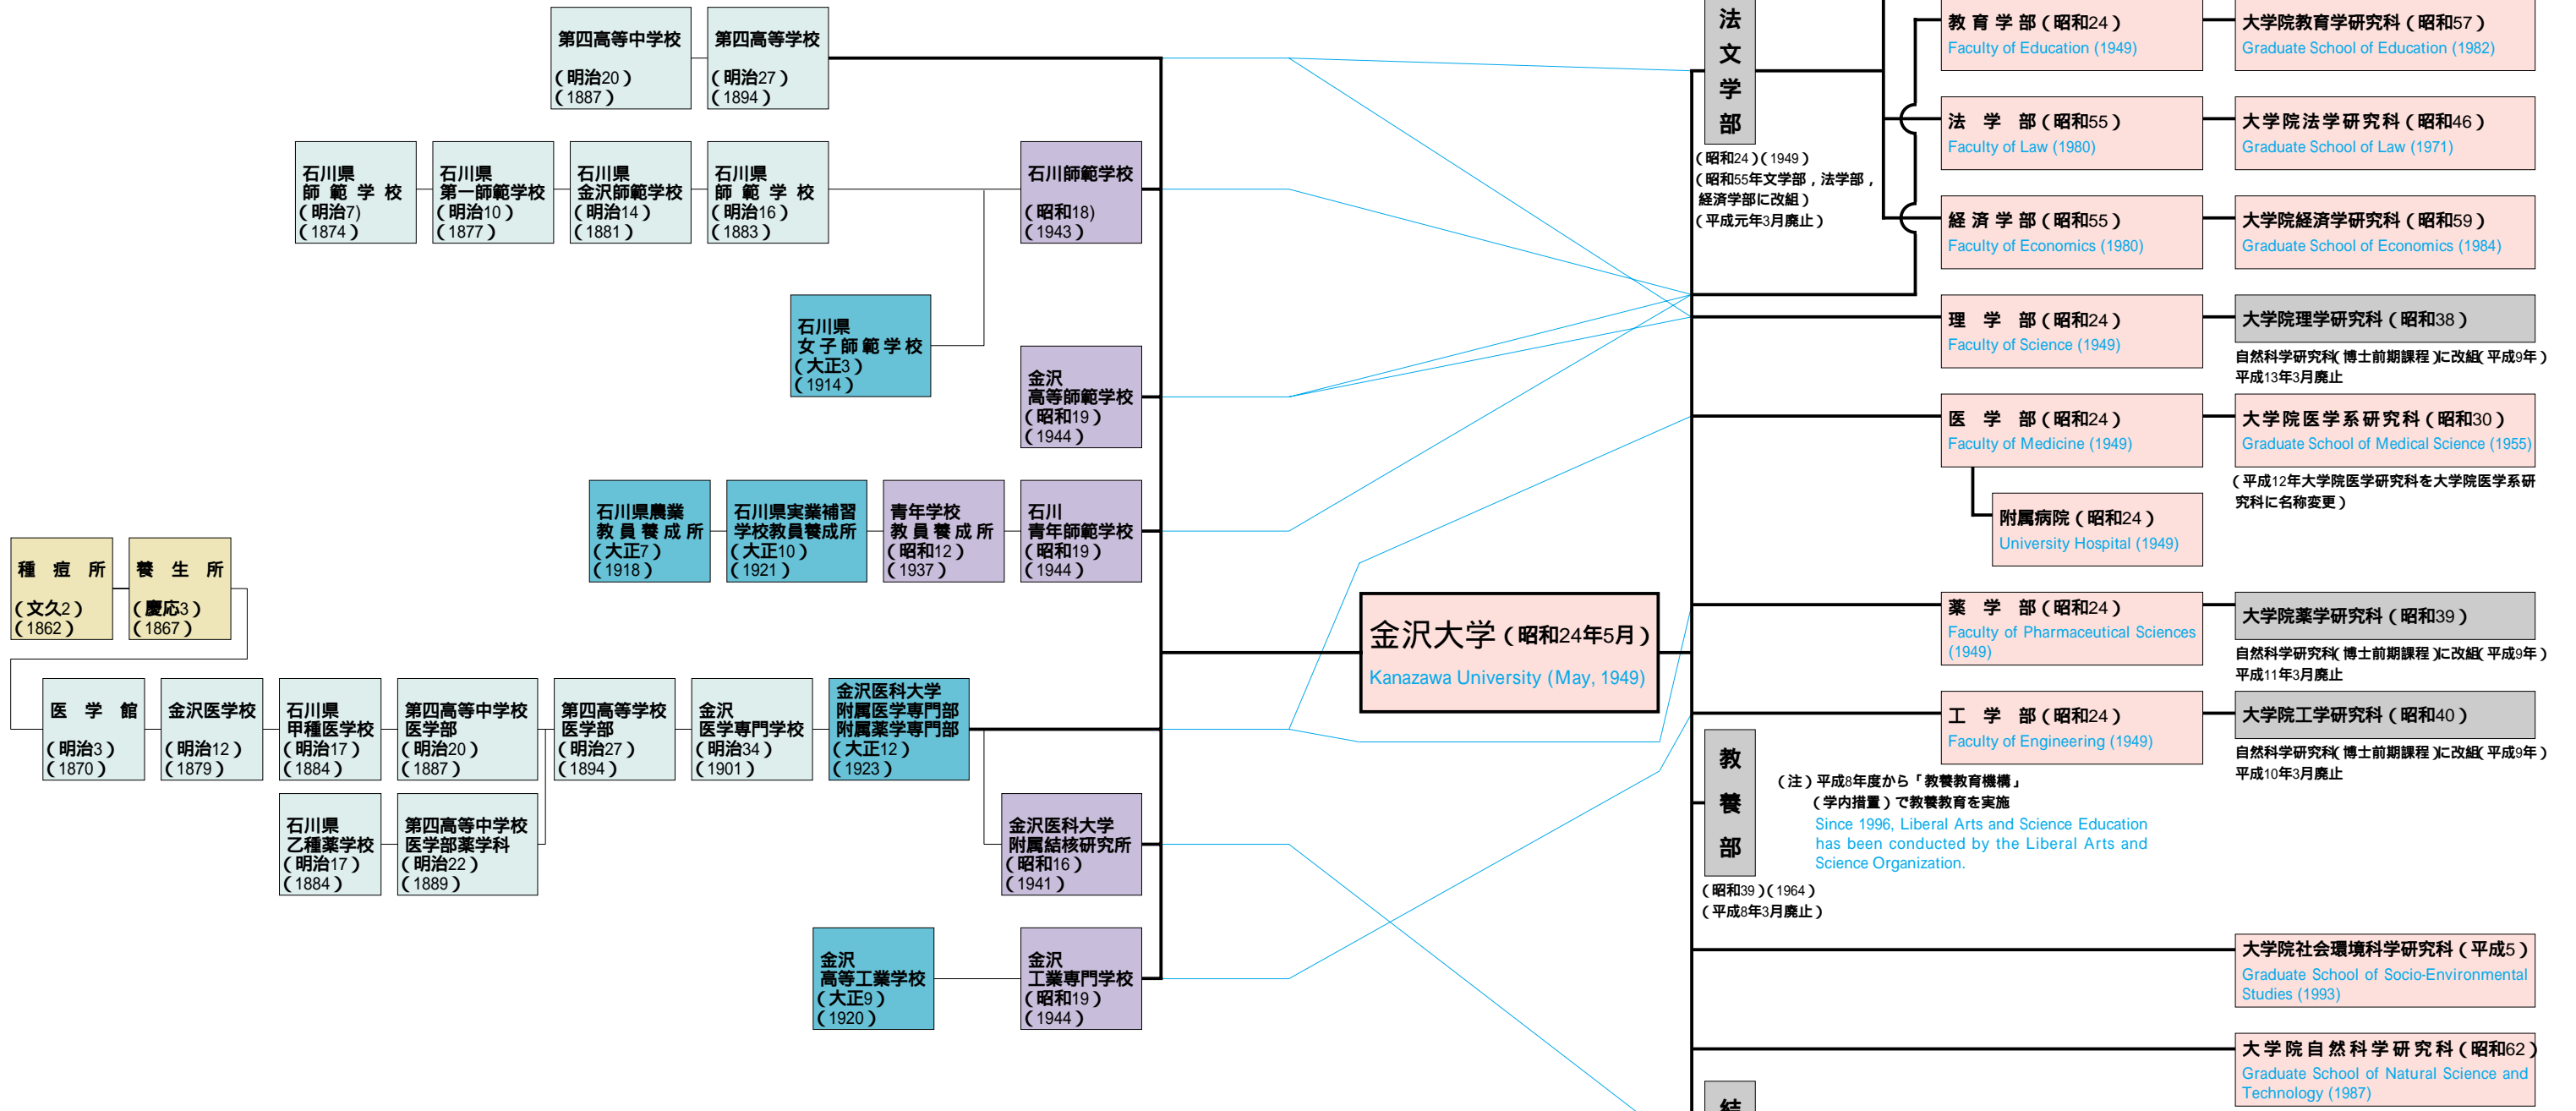 第四高等中学校
(明治20)
(1887)
第四高等学校
(明治27)
(1894)
石川県
師範学校
(明治7)
(1874)
石川県
第一師範学校
(明治10)
(1877)
石川県
金沢師範学校
(明治14)
(1881)
石川県
師範学校
(明治16)
(1883)
石川師範学校
(昭和18)
(1943)
石川県
女子師範学校
(大正3)
(1914)
金沢
高等師範学校
(昭和19)
(1944)
石川県農業
教員養成所
(大正7)
(1918)
石川県実業補習
学校教員養成所
(大正10)
(1921)
青年学校
教員養成所
(昭和12)
(1937)
石川
青年師範学校
(昭和19)
(1944)
種痘所
(文久2)
(1862)
養生所
(慶応3)
(1867)
医学館
(明治3)
(1870)
金沢医学校
(明治12)
(1879)
石川県
甲種医学校
(明治17)
(1884)
第四高等中学校
医学部
(明治20)
(1887)
第四高等学校
医学部
(明治27)
(1894)
金沢
医学専門学校
(明治34)
(1901)
金沢医科大学
附属医学専門部
附属薬学専門部
(大正12)
(1923)
石川県
乙種薬学校
(明治17)
(1884)
第四高等中学校
医学部薬学科
(明治22)
(1889)
金沢医科大学
附属結核研究所
(昭和16)
(1941)
金沢
高等工業学校
(大正9)
(1920)
金沢
工業専門学校
(昭和19)
(1944)
金沢大学(昭和24年5月)
Kanazawa University (May, 1949)
法文学部
(昭和24)(1949)
(昭和55年文学部,法学部,
経済学部に改組)
(平成元年3月廃止)
教育学部(昭和24)
Faculty of Education (1949)
大学院教育学研究科(昭和57)
Graduate School of Education (1982)
法学部(昭和55)
Faculty of Law (1980)
大学院法学研究科(昭和46)
Graduate School of Law (1971)
経済学部(昭和55)
Faculty of Economics (1980)
大学院経済学研究科(昭和59)
Graduate School of Economics (1984)
理学部(昭和24)
Faculty of Science (1949)
大学院理学研究科(昭和38)
自然科学研究科(博士前期課程)に改組(平成9年)
平成13年3月廃止
医学部(昭和24)
Faculty of Medicine (1949)
大学院医学系研究科(昭和30)
Graduate School of Medical Science (1955)
(平成12年大学院医学研究科を大学院医学系研
究科に名称変更)
附属病院(昭和24)
University Hospital (1949)
薬学部(昭和24)
Faculty of Pharmaceutical Sciences
(1949)
大学院薬学研究科(昭和39)
自然科学研究科(博士前期課程)に改組(平成9年)
平成11年3月廃止
工学部(昭和24)
Faculty of Engineering (1949)
大学院工学研究科(昭和40)
自然科学研究科(博士前期課程)に改組(平成9年)
平成10年3月廃止
教養部
(昭和39)(1964)
(平成8年3月廃止)
(注)平成8年度から「教養教育機構」
(学内措置)で教養教育を実施
Since 1996, Liberal Arts and Science Education
has been conducted by the Liberal Arts and
Science Organization.
大学院社会環境科学研究科(平成5)
Graduate School of Socio-Environmental
Studies (1993)
大学院自然科学研究科(昭和62)
Graduate School of Natural Science and
Technology (1987)